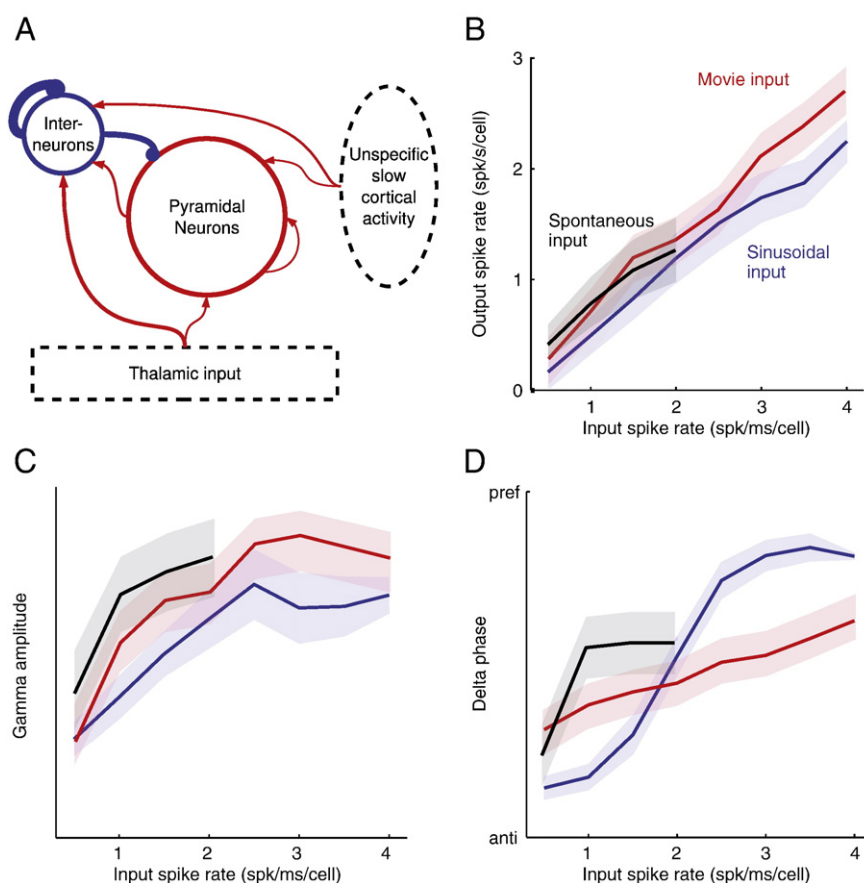 A
Inter-
neurons
Pyramidal
Neurons
Unspecific
slow
cortical
activity
Thalamic input
B
3
2
1
0
Output spike rate (spk/s/cell)
Movie input
Spontaneous
input
Sinusoidal
input
1 2 3 4
Input spike rate (spk/ms/cell)
C
Gamma amplitude
1 2 3 4
Input spike rate (spk/ms/cell)
D
pref
Delta phase
anti
1 2 3 4
Input spike rate (spk/ms/cell)